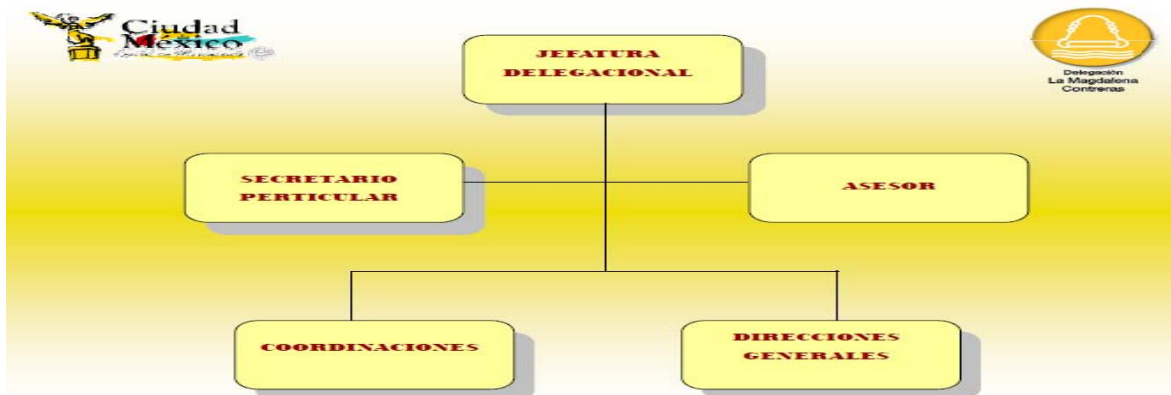 Ciudad
México
JEFATURA
DELEGACIONAL
Delegación
La Magdalena
Contreras
SECRETARIO
PERTICULAR
ASESOR
COORDINACIONES
DIRECCIONES
GENERALES